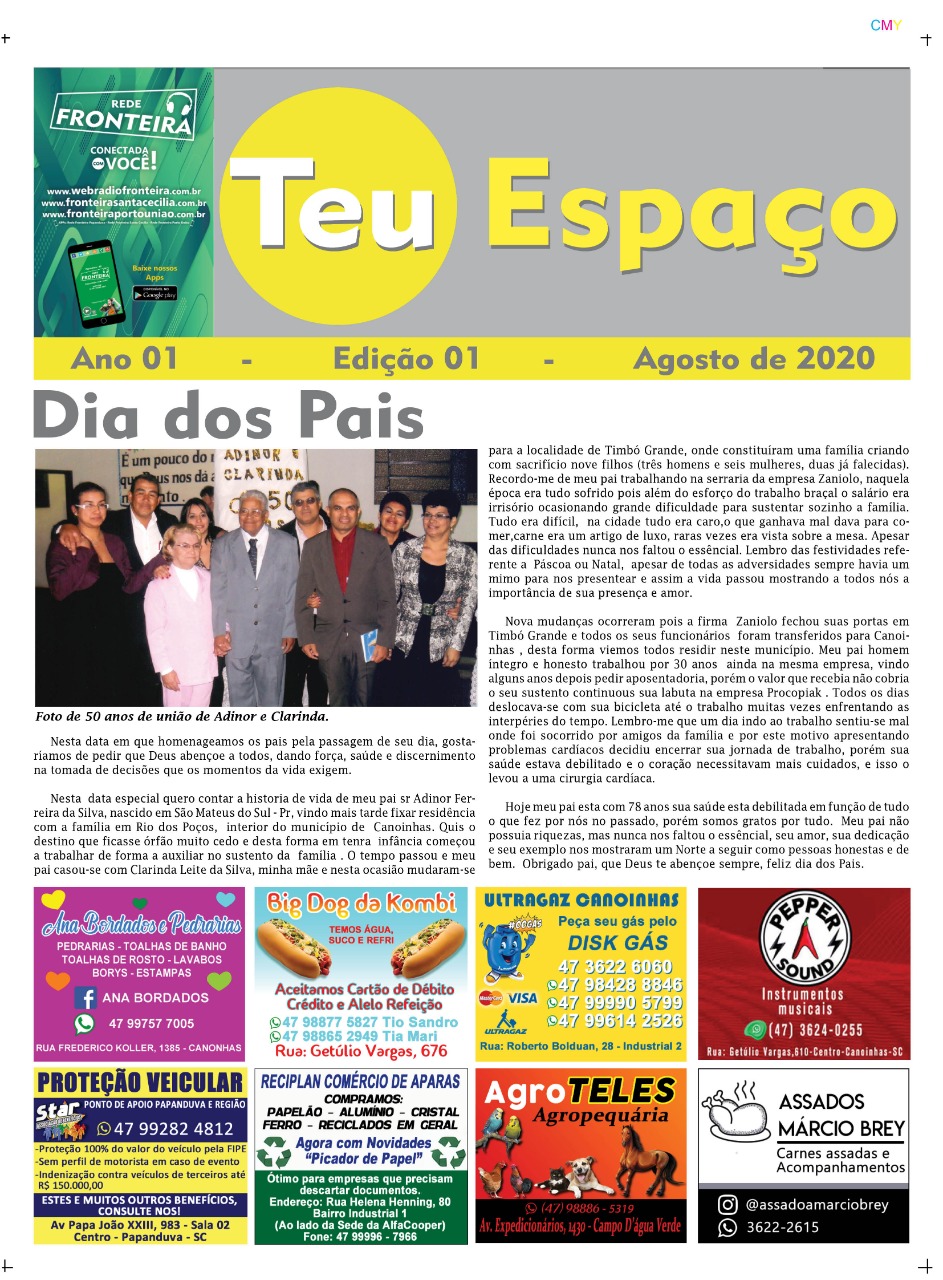 CMY
REDE
FRONTEIRA
CONECTADA
COM VOCÊ!
www.webradiofronteira.com.br
www.fronteirasantacecilia.com.br
www.fronteiraportouniao.com.br
Baixe nossos
Apps
Google play
Teu Espaço
Ano 01 - Edição 01 - Agosto de 2020
Dia dos Pais
É um pouco do
ADINOR E
CLARINDA
50
Foto de 50 anos de união de Adinor e Clarinda.
Nesta data em que homenageamos os pais pela passagem de seu dia, gosta-
riamos de pedir que Deus abençoe a todos, dando força, saúde e discernimento
na tomada de decisões que os momentos da vida exigem.
Nesta data especial quero contar a historia de vida de meu pai sr Adinor Fer-
reira da Silva, nascido em São Mateus do Sul - Pr, vindo mais tarde fixar residência
com a família em Rio dos Poços, interior do município de Canoinhas. Quis o
destino que ficasse órfão muito cedo e desta forma em tenra infância começou
a trabalhar de forma a auxiliar no sustento da família . O tempo passou e meu
pai casou-se com Clarinda Leite da Silva, minha mãe e nesta ocasião mudaram-se
para a localidade de Timbó Grande, onde constituíram uma família criando
com sacrifício nove filhos (três homens e seis mulheres, duas já falecidas).
Recordo-me de meu pai trabalhando na serraria da empresa Zaniolo, naquela
época era tudo sofrido pois além do esforço do trabalho braçal o salário era
irrisório ocasionando grande dificuldade para sustentar sozinho a família.
Tudo era difícil, na cidade tudo era caro,o que ganhava mal dava para co-
mer,carne era um artigo de luxo, raras vezes era vista sobre a mesa. Apesar
das dificuldades nunca nos faltou o essêncial. Lembro das festividades refe-
rente a Páscoa ou Natal, apesar de todas as adversidades sempre havia um
mimo para nos presentear e assim a vida passou mostrando a todos nós a
importância de sua presença e amor.
Nova mudanças ocorreram pois a firma Zaniolo fechou suas portas em
Timbó Grande e todos os seus funcionários foram transferidos para Canoi-
nhas , desta forma viemos todos residir neste município. Meu pai homem
íntegro e honesto trabalhou por 30 anos ainda na mesma empresa, vindo
alguns anos depois pedir aposentadoria, porém o valor que recebia não cobria
o seu sustento continuous sua labuta na empresa Procopiak . Todos os dias
deslocava-se com sua bicicleta até o trabalho muitas vezes enfrentando as
interpéries do tempo. Lembro-me que um dia indo ao trabalho sentiu-se mal
onde foi socorrido por amigos da família e por este motivo apresentando
problemas cardíacos decidiu encerrar sua jornada de trabalho, porém sua
saúde estava debilitado e o coração necessitavam mais cuidados, e isso o
levou a uma cirurgia cardíaca.
Hoje meu pai esta com 78 anos sua saúde esta debilitada em função de tudo
o que fez por nós no passado, porém somos gratos por tudo. Meu pai não
possuia riquezas, mas nunca nos faltou o essêncial, seu amor, sua dedicação
e seu exemplo nos mostraram um Norte a seguir como pessoas honestas e de
bem. Obrigado pai, que Deus te abençoe sempre, feliz dia dos Pais.
Ana Bordados e Pedrarias
PEDRARIAS - TOALHAS DE BANHO
TOALHAS DE ROSTO - LAVABOS
BORYS - ESTAMPAS
ANA BORDADOS
47 99757 7005
RUA FREDERICO KOLLER, 1385 - CANONHAS
Big Dog da Kombi
TEMOS ÁGUA,
SUCO E REFRI
Aceitamos Cartão de Débito
Crédito e Alelo Refeição
47 98877 5827 Tio Sandro
47 98865 2949 Tia Mari
Rua: Getúlio Vargas, 676
ULTRAGAZ CANOINHAS
#OOGÁS
Peça seu gás pelo
DISK GÁS
47 3622 6060
47 98428 8846
47 99990 5799
47 99614 2526
MasterCard VISA
ULTRAGAZ
Rua: Roberto Bolduan, 28 - Industrial 2
PEPPER
SOUND
Instrumentos
musicais
(47) 3624-0255
Rua: Getúlio Vargas,610-Centro-Canoinhas-SC
PROTEÇÃO VEICULAR
Star
PONTO DE APOIO PAPANDUVA E REGIÃO
47 99282 4812
-Proteção 100% do valor do veículo pela FIPE
-Sem perfil de motorista em caso de evento
-Indenização contra veículos de terceiros até
R$ 150.000,00
ESTES E MUITOS OUTROS BENEFÍCIOS,
CONSULTE NOS!
Av Papa João XXIII, 983 - Sala 02
Centro - Papanduva - SC
RECIPLAN COMÉRCIO DE APARAS
COMPRAMOS:
PAPELÃO - ALUMÍNIO - CRISTAL
FERRO - RECICLADOS EM GERAL
Agora com Novidades
“Picador de Papel”
Ótimo para empresas que precisam
descartar documentos.
Endereço: Rua Helena Henning, 80
Bairro Industrial 1
(Ao lado da Sede da AlfaCooper)
Fone: 47 99996 - 7966
AgroTELES
Agropequária
(47) 98886 - 5319
Av. Expedicionários, 1430 - Campo D'água Verde
ASSADOS
MÁRCIO BREY
Carnes assadas e
Acompanhamentos
@assadoamarciobrey
3622-2615